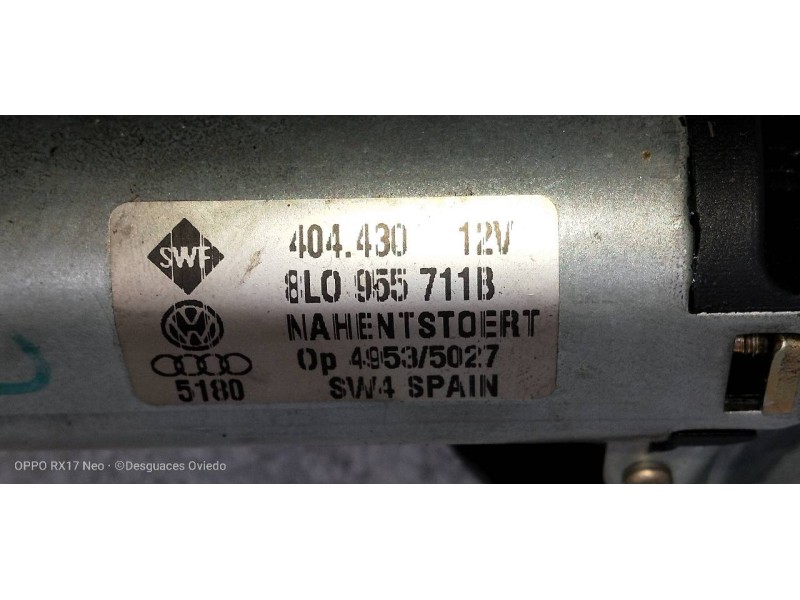 SWF
404.430 12V
8L0 955 711B
NAHENTSTOERT
Op 4953/5027
5180
SW4 SPAIN
OPPO RX17 Neo · ©Desguaces Oviedo